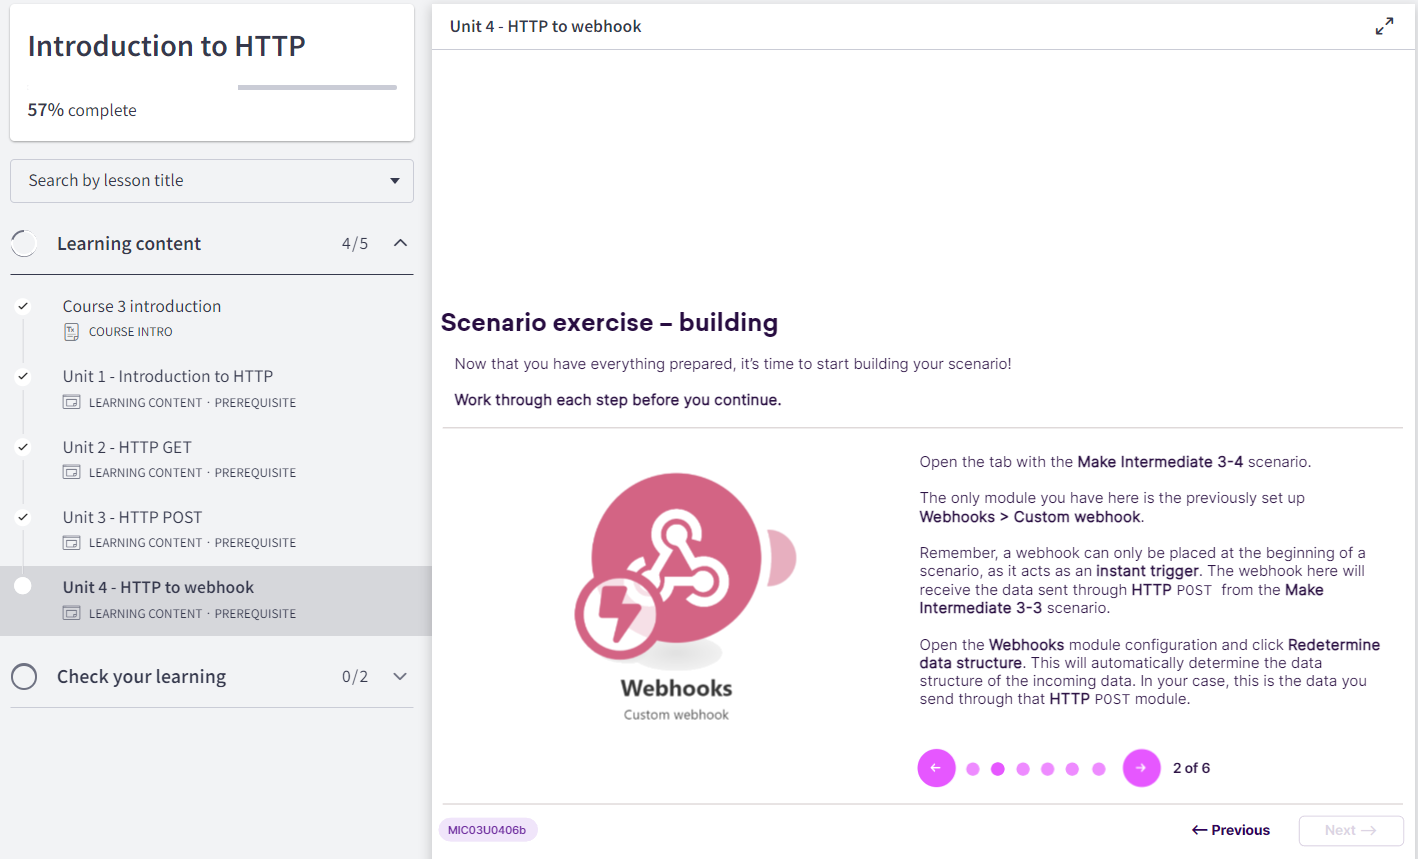 Introduction to HTTP
57% complete
Search by lesson title
Learning content 4/5
Course 3 introduction
COURSE INTRO
Unit 1 - Introduction to HTTP
LEARNING CONTENT · PREREQUISITE
Unit 2 - HTTP GET
LEARNING CONTENT · PREREQUISITE
Unit 3 - HTTP POST
LEARNING CONTENT · PREREQUISITE
Unit 4 - HTTP to webhook
LEARNING CONTENT · PREREQUISITE
Check your learning 0/2
Unit 4 - HTTP to webhook
Scenario exercise – building
Now that you have everything prepared, it’s time to start building your scenario!
Work through each step before you continue.
Webhooks
Custom webhook
Open the tab with the Make Intermediate 3-4 scenario.
The only module you have here is the previously set up
Webhooks > Custom webhook.
Remember, a webhook can only be placed at the beginning of a
scenario, as it acts as an instant trigger. The webhook here will
receive the data sent through HTTP POST from the Make
Intermediate 3-3 scenario.
Open the Webhooks module configuration and click Redetermine
data structure. This will automatically determine the data
structure of the incoming data. In your case, this is the data you
send through that HTTP POST module.
← → 2 of 6
MIC03U0406b
← Previous Next →